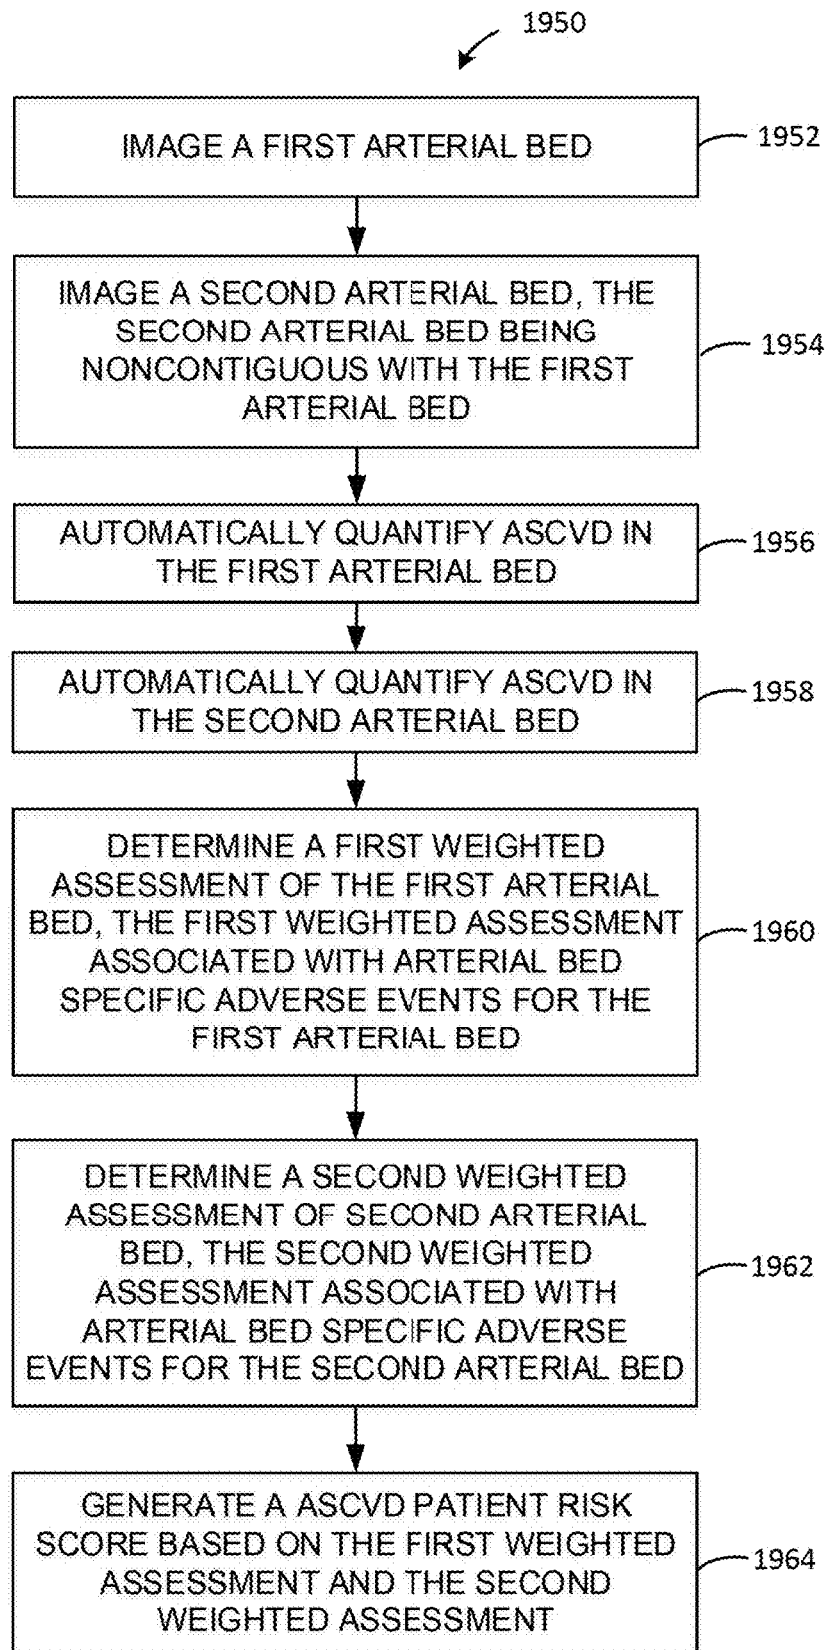 1950
IMAGE A FIRST ARTERIAL BED
1952
IMAGE A SECOND ARTERIAL BED, THE
SECOND ARTERIAL BED BEING
NONCONTIGUOUS WITH THE FIRST
ARTERIAL BED
1954
AUTOMATICALLY QUANTIFY ASCVD IN
THE FIRST ARTERIAL BED
1956
AUTOMATICALLY QUANTIFY ASCVD IN
THE SECOND ARTERIAL BED
1958
DETERMINE A FIRST WEIGHTED
ASSESSMENT OF THE FIRST ARTERIAL
BED, THE FIRST WEIGHTED ASSESSMENT
ASSOCIATED WITH ARTERIAL BED
SPECIFIC ADVERSE EVENTS FOR THE
FIRST ARTERIAL BED
1960
DETERMINE A SECOND WEIGHTED
ASSESSMENT OF SECOND ARTERIAL
BED, THE SECOND WEIGHTED
ASSESSMENT ASSOCIATED WITH
ARTERIAL BED SPECIFIC ADVERSE
EVENTS FOR THE SECOND ARTERIAL BED
1962
GENERATE A ASCVD PATIENT RISK
SCORE BASED ON THE FIRST WEIGHTED
ASSESSMENT AND THE SECOND
WEIGHTED ASSESSMENT
1964